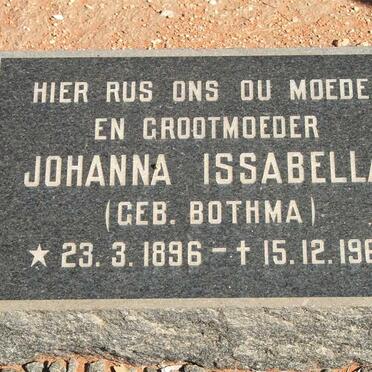 HIER RUS ONS OU MOEDE
EN GROOTMOEDER
JOHANNA ISSABELLA
(GEB. BOTHMA)
★ 23.3.1896 – ✝ 15.12.196